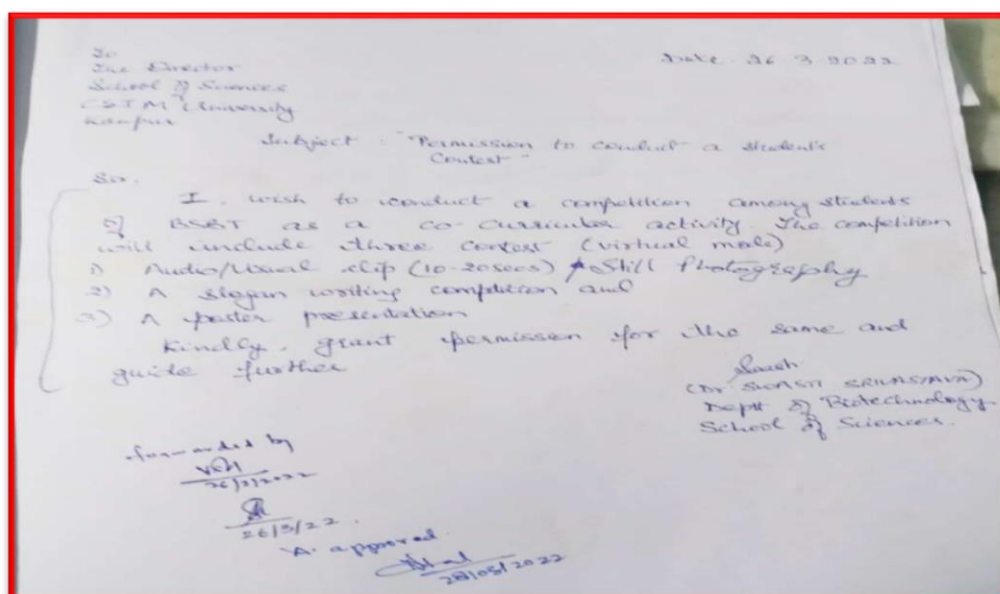 To
The Director
School of Sciences
CSJM University
Kanpur
Date. 26.3.2022
Subject : "Permission to conduct a students
Contest"
Sir,
I, wish to conduct a competition among students
of BSBT as a co-curricular activity. The competition
will include three contest (virtual mode)
1) Audio/Visual clip (10-20secs) / Still Photography
2) A slogan writing competition and
3) A poster presentation
Kindly, grant permission for the same and
guide further
(Dr SWASTI SRIVASTAVA)
Deptt of Biotechnology
School of Sciences.
forwarded by
26/3/2022
26/3/22.
A. approved.
28/03/2022